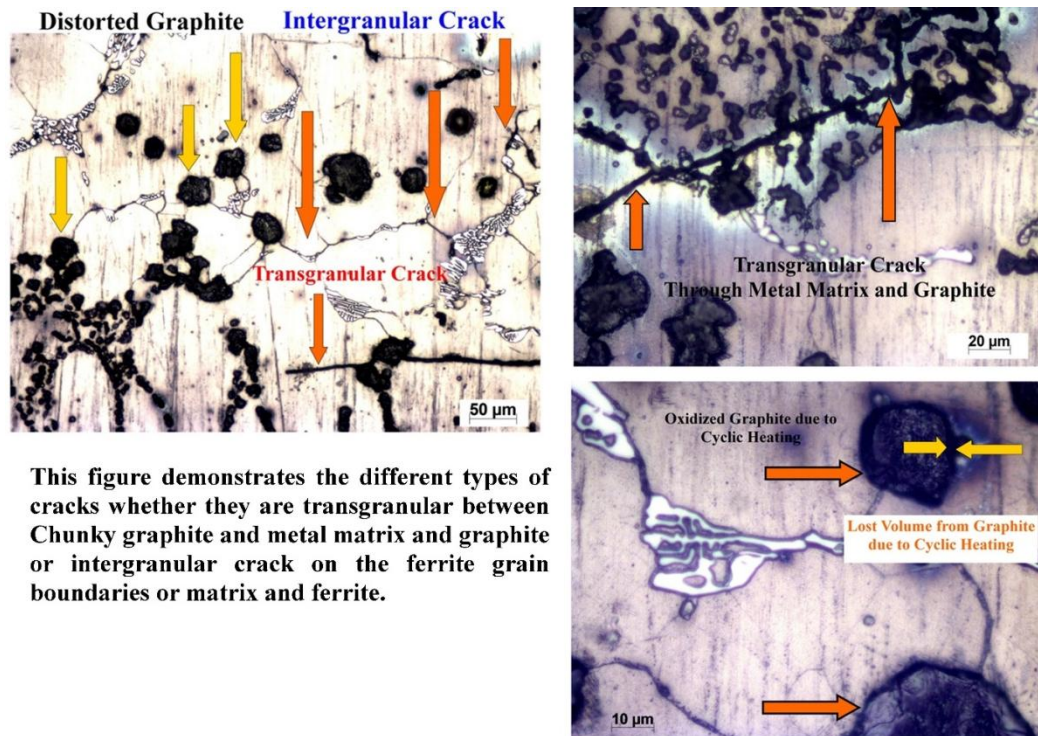 Distorted Graphite
Intergranular Crack
Transgranular Crack
50 µm
Transgranular Crack
Through Metal Matrix and Graphite
20 µm
Oxidized Graphite due to
Cyclic Heating
Lost Volume from Graphite
due to Cyclic Heating
10 µm
This figure demonstrates the different types of
cracks whether they are transgranular between
Chunky graphite and metal matrix and graphite
or intergranular crack on the ferrite grain
boundaries or matrix and ferrite.